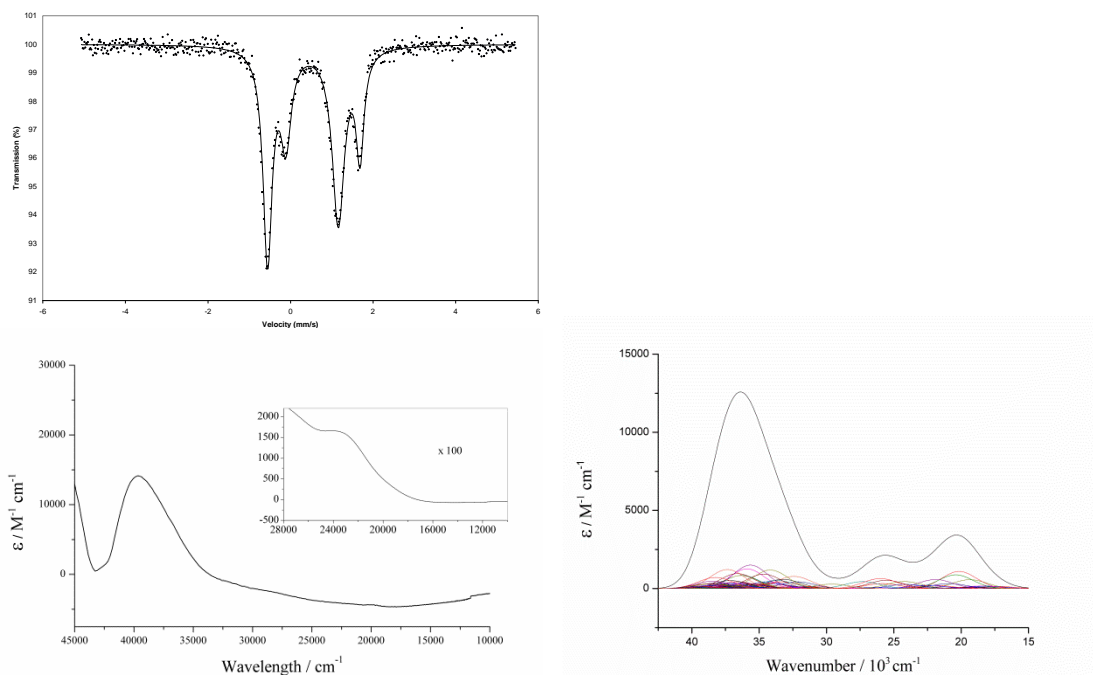 101
100
99
98
97
96
95
94
93
92
91
Transmission (%)
-6 -4 -2 0 2 4 6
Velocity (mm/s)
30000
20000
10000
0
ε / M⁻¹ cm⁻¹
45000 40000 35000 30000 25000 20000 15000 10000
Wavelength / cm⁻¹
2000
1500
1000
500
0
-500
x 100
28000 24000 20000 16000 12000
15000
10000
5000
0
ε / M⁻¹ cm⁻¹
40 35 30 25 20 15
Wavenumber / 10³ cm⁻¹